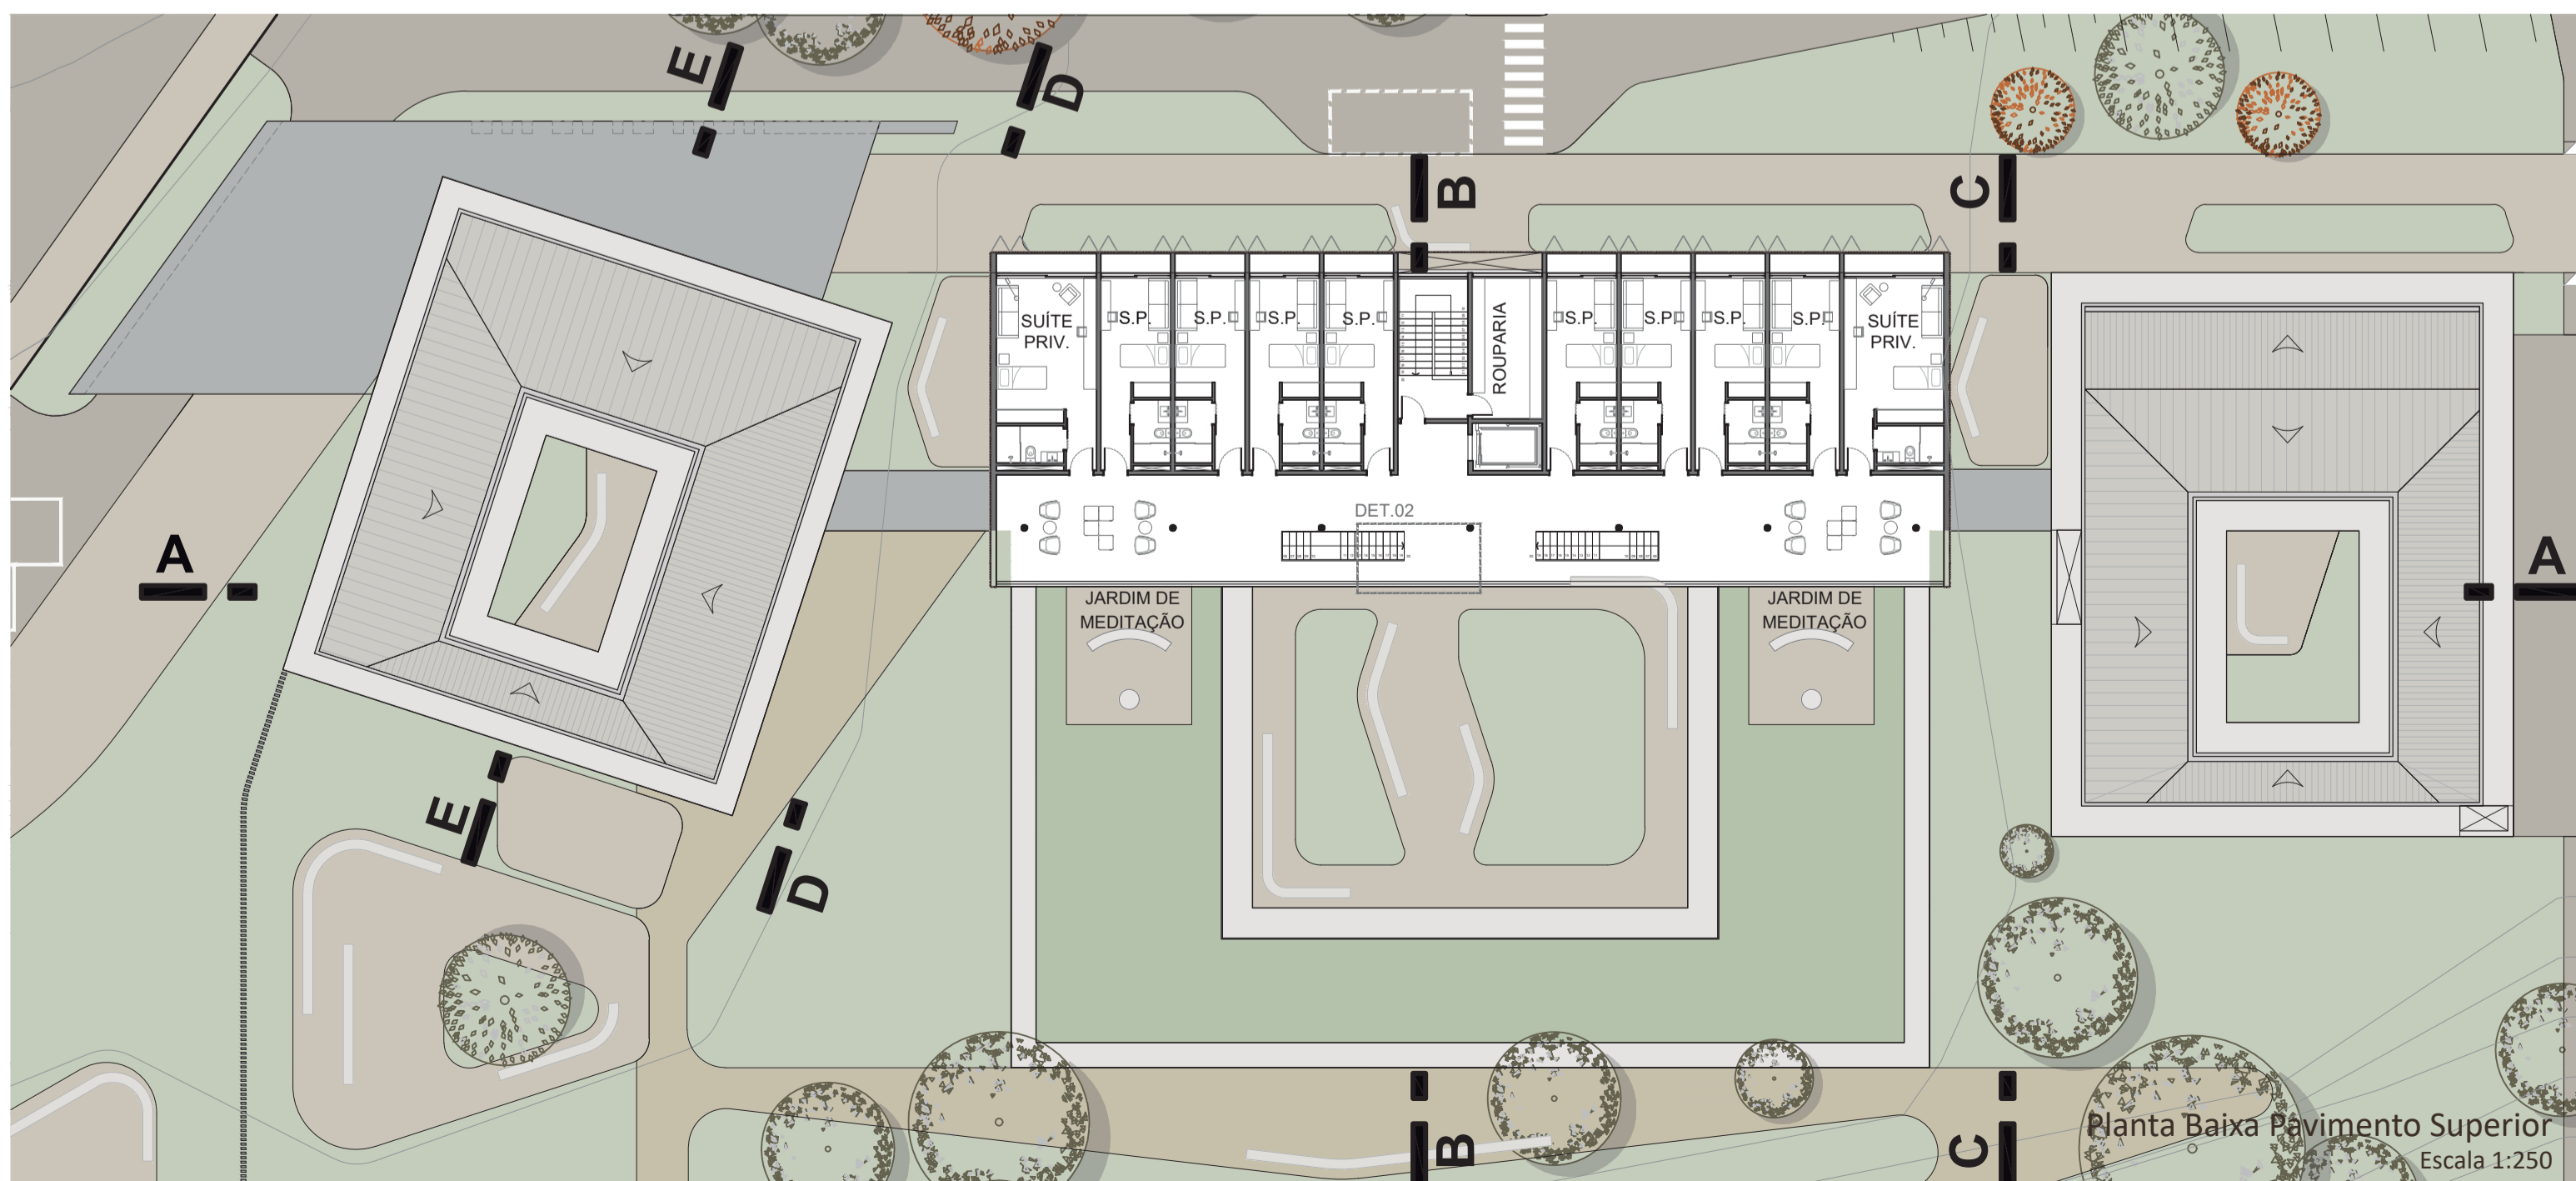 E
D
B
C
SUÍTE
PRIV.
S.P.
S.P.
S.P.
S.P.
ROUPARIA
S.P.
S.P.
S.P.
S.P.
SUÍTE
PRIV.
DET.02
A
A
JARDIM DE
MEDITAÇÃO
JARDIM DE
MEDITAÇÃO
E
D
B
C
Planta Baixa Pavimento Superior
Escala 1:250